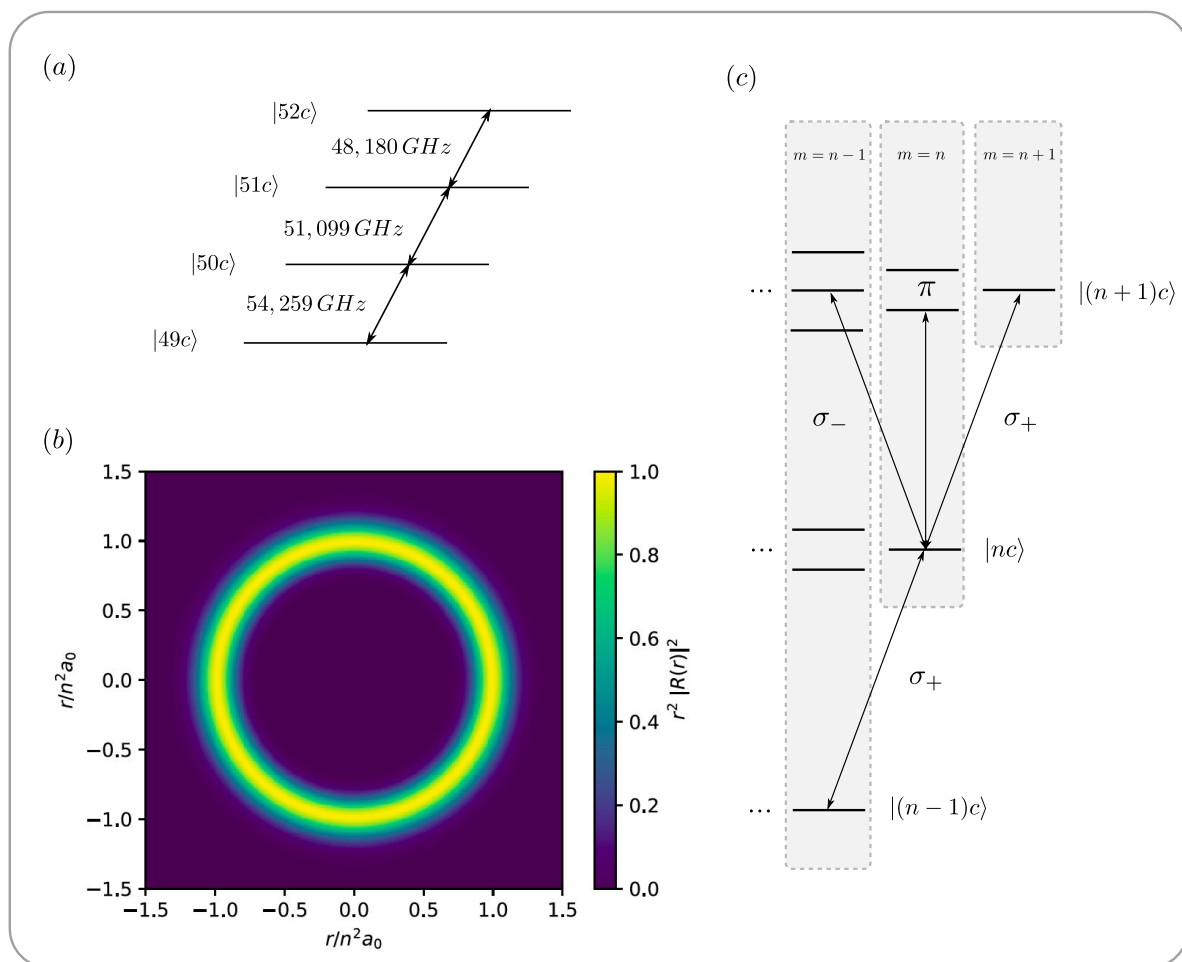 (a)
|52c⟩
48,180 GHz
|51c⟩
51,099 GHz
|50c⟩
54,259 GHz
|49c⟩
(b)
1.5
1.0
0.5
0.0
−0.5
−1.0
−1.5
r/n²a₀
−1.5 −1.0 −0.5 0.0 0.5 1.0 1.5
r/n²a₀
1.0
0.8
0.6
0.4
0.2
0.0
r² |R(r)|²
(c)
m = n − 1 m = n m = n + 1
... π |(n + 1)c⟩
σ− σ+
... |nc⟩
σ+
... |(n − 1)c⟩